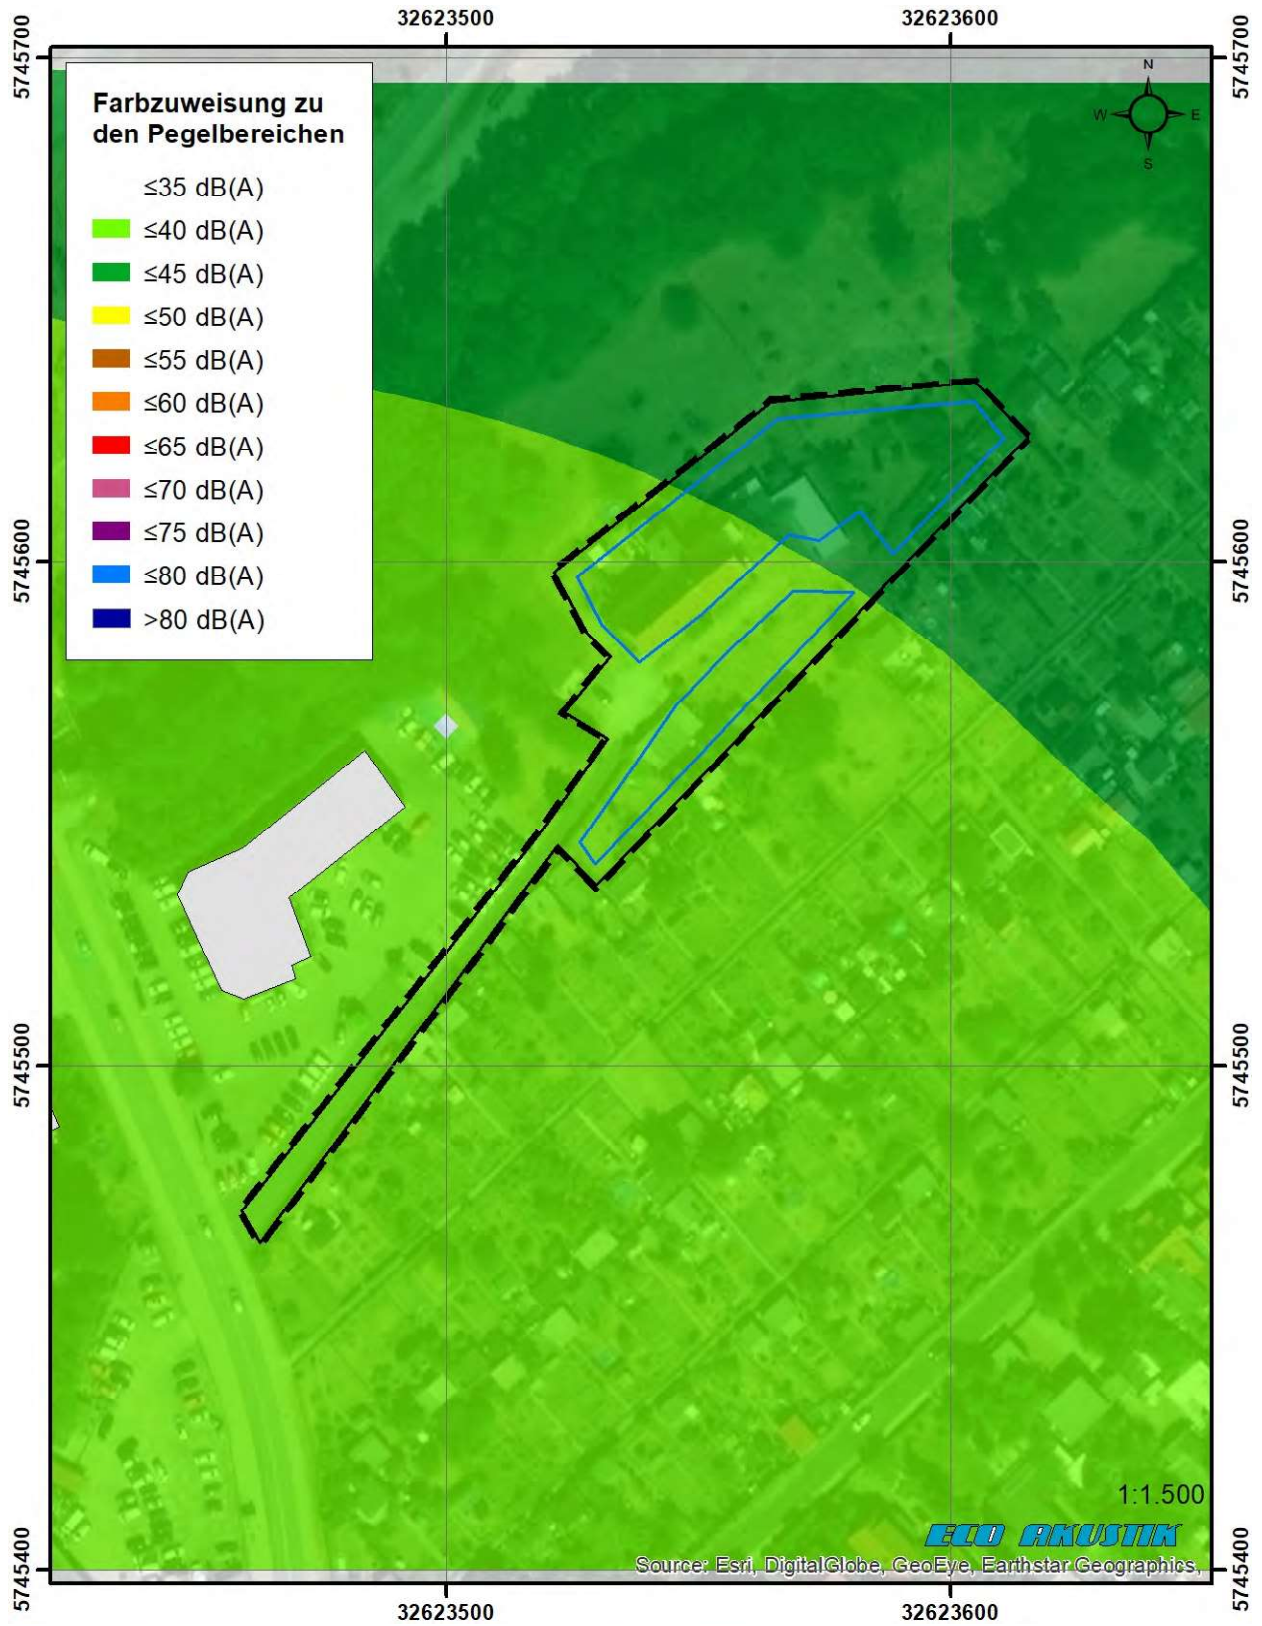 32623500
32623600
5745700
5745700
Farbzuweisung zu
den Pegelbereichen
≤35 dB(A)
≤40 dB(A)
≤45 dB(A)
≤50 dB(A)
≤55 dB(A)
≤60 dB(A)
≤65 dB(A)
≤70 dB(A)
≤75 dB(A)
≤80 dB(A)
>80 dB(A)
N
W
E
S
5745600
5745600
5745500
5745500
1:1.500
ECO AKUSTIK
Source: Esri, DigitalGlobe, GeoEye, Earthstar Geographics,
5745400
5745400
32623500
32623600